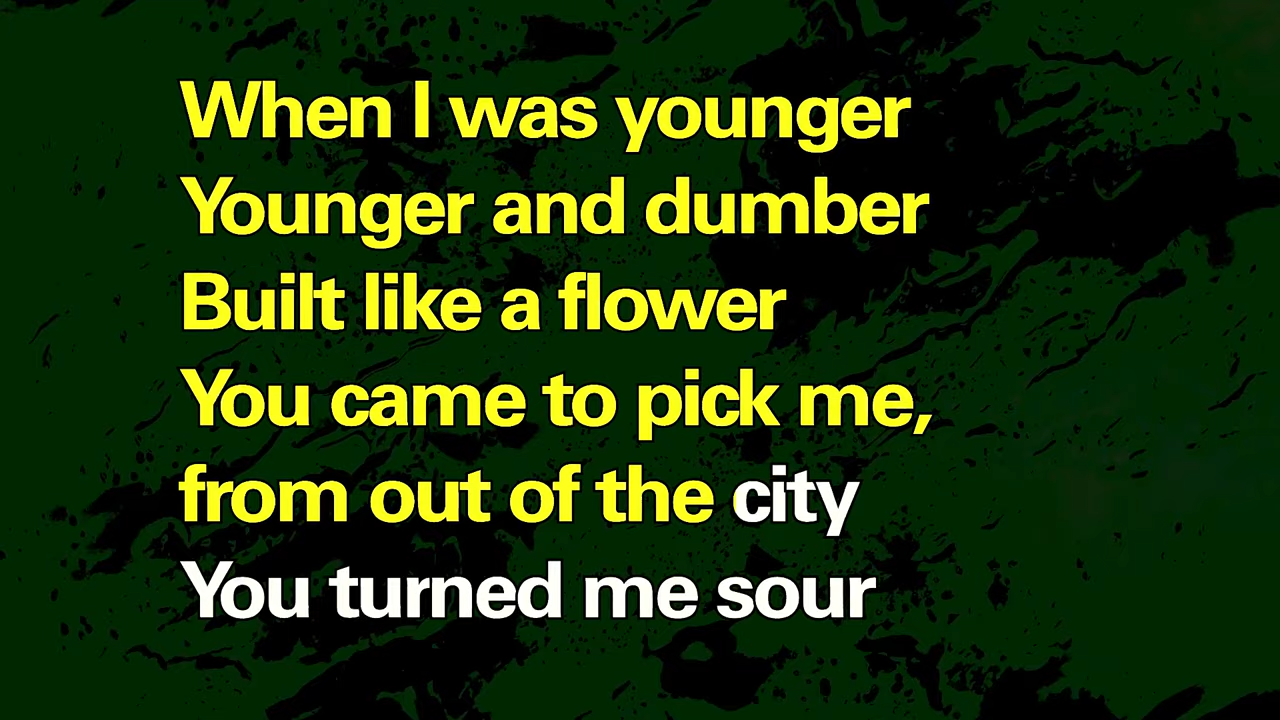 When I was younger
Younger and dumber
Built like a flower
You came to pick me,
from out of the city
You turned me sour